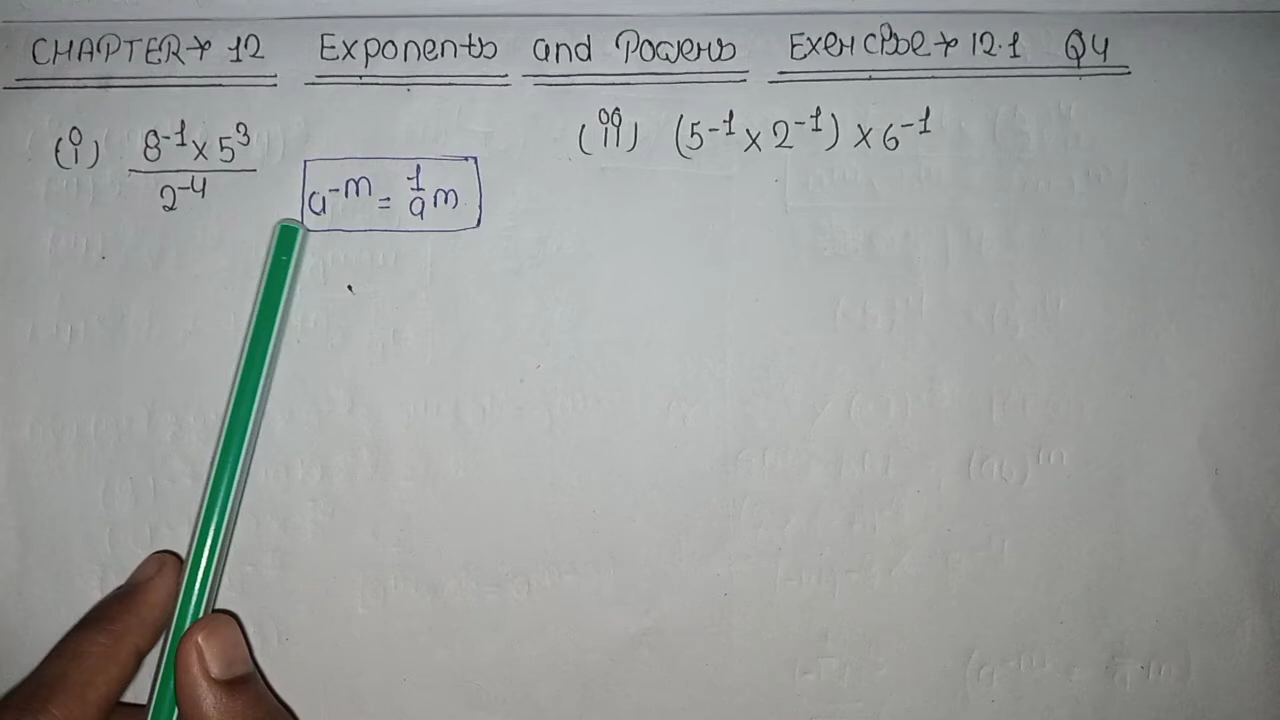 CHAPTER → 12 Exponents and Powers Exercise → 12.1 Q4
(i) 8⁻¹ × 5³ / 2⁻⁴
a⁻ᵐ = 1/aᵐ
(ii) (5⁻¹ × 2⁻¹) × 6⁻¹